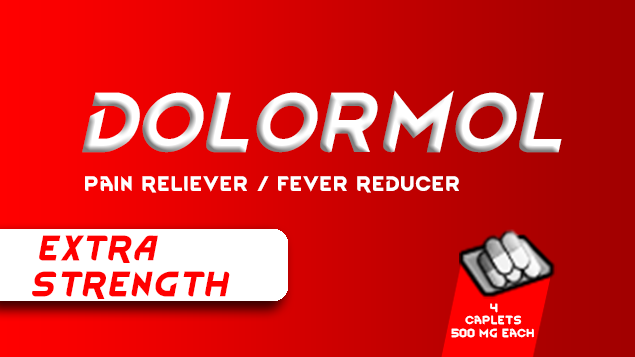 DOLORMOL
PAIN RELIEVER / FEVER REDUCER
EXTRA
STRENGTH
4
CAPLETS
500 MG EACH